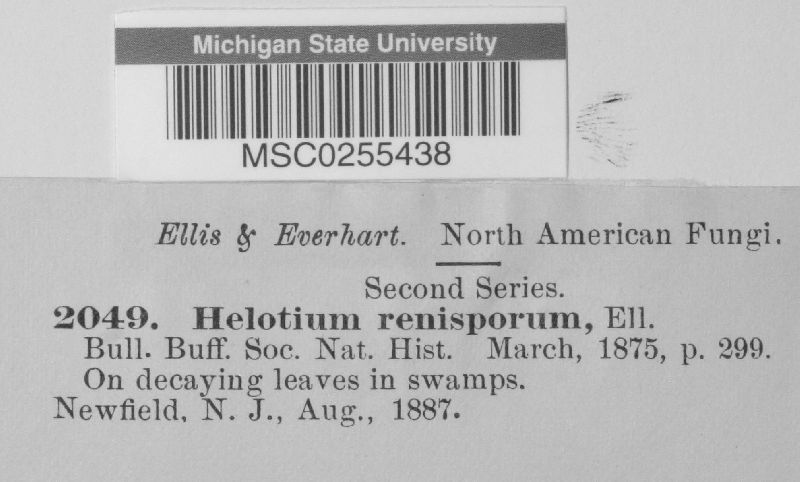 Michigan State University
MSC0255438
Ellis & Everhart. North American Fungi.
Second Series.
2049. Helotium renisporum, Ell.
Bull. Buff. Soc. Nat. Hist. March, 1875, p. 299.
On decaying leaves in swamps.
Newfield, N. J., Aug., 1887.